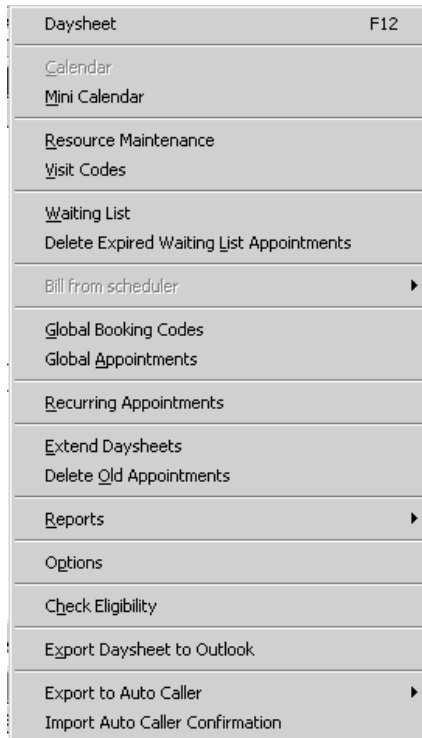 Daysheet F12
Calendar
Mini Calendar
Resource Maintenance
Visit Codes
Waiting List
Delete Expired Waiting List Appointments
Bill from scheduler
Global Booking Codes
Global Appointments
Recurring Appointments
Extend Daysheets
Delete Old Appointments
Reports
Options
Check Eligibility
Export Daysheet to Outlook
Export to Auto Caller
Import Auto Caller Confirmation